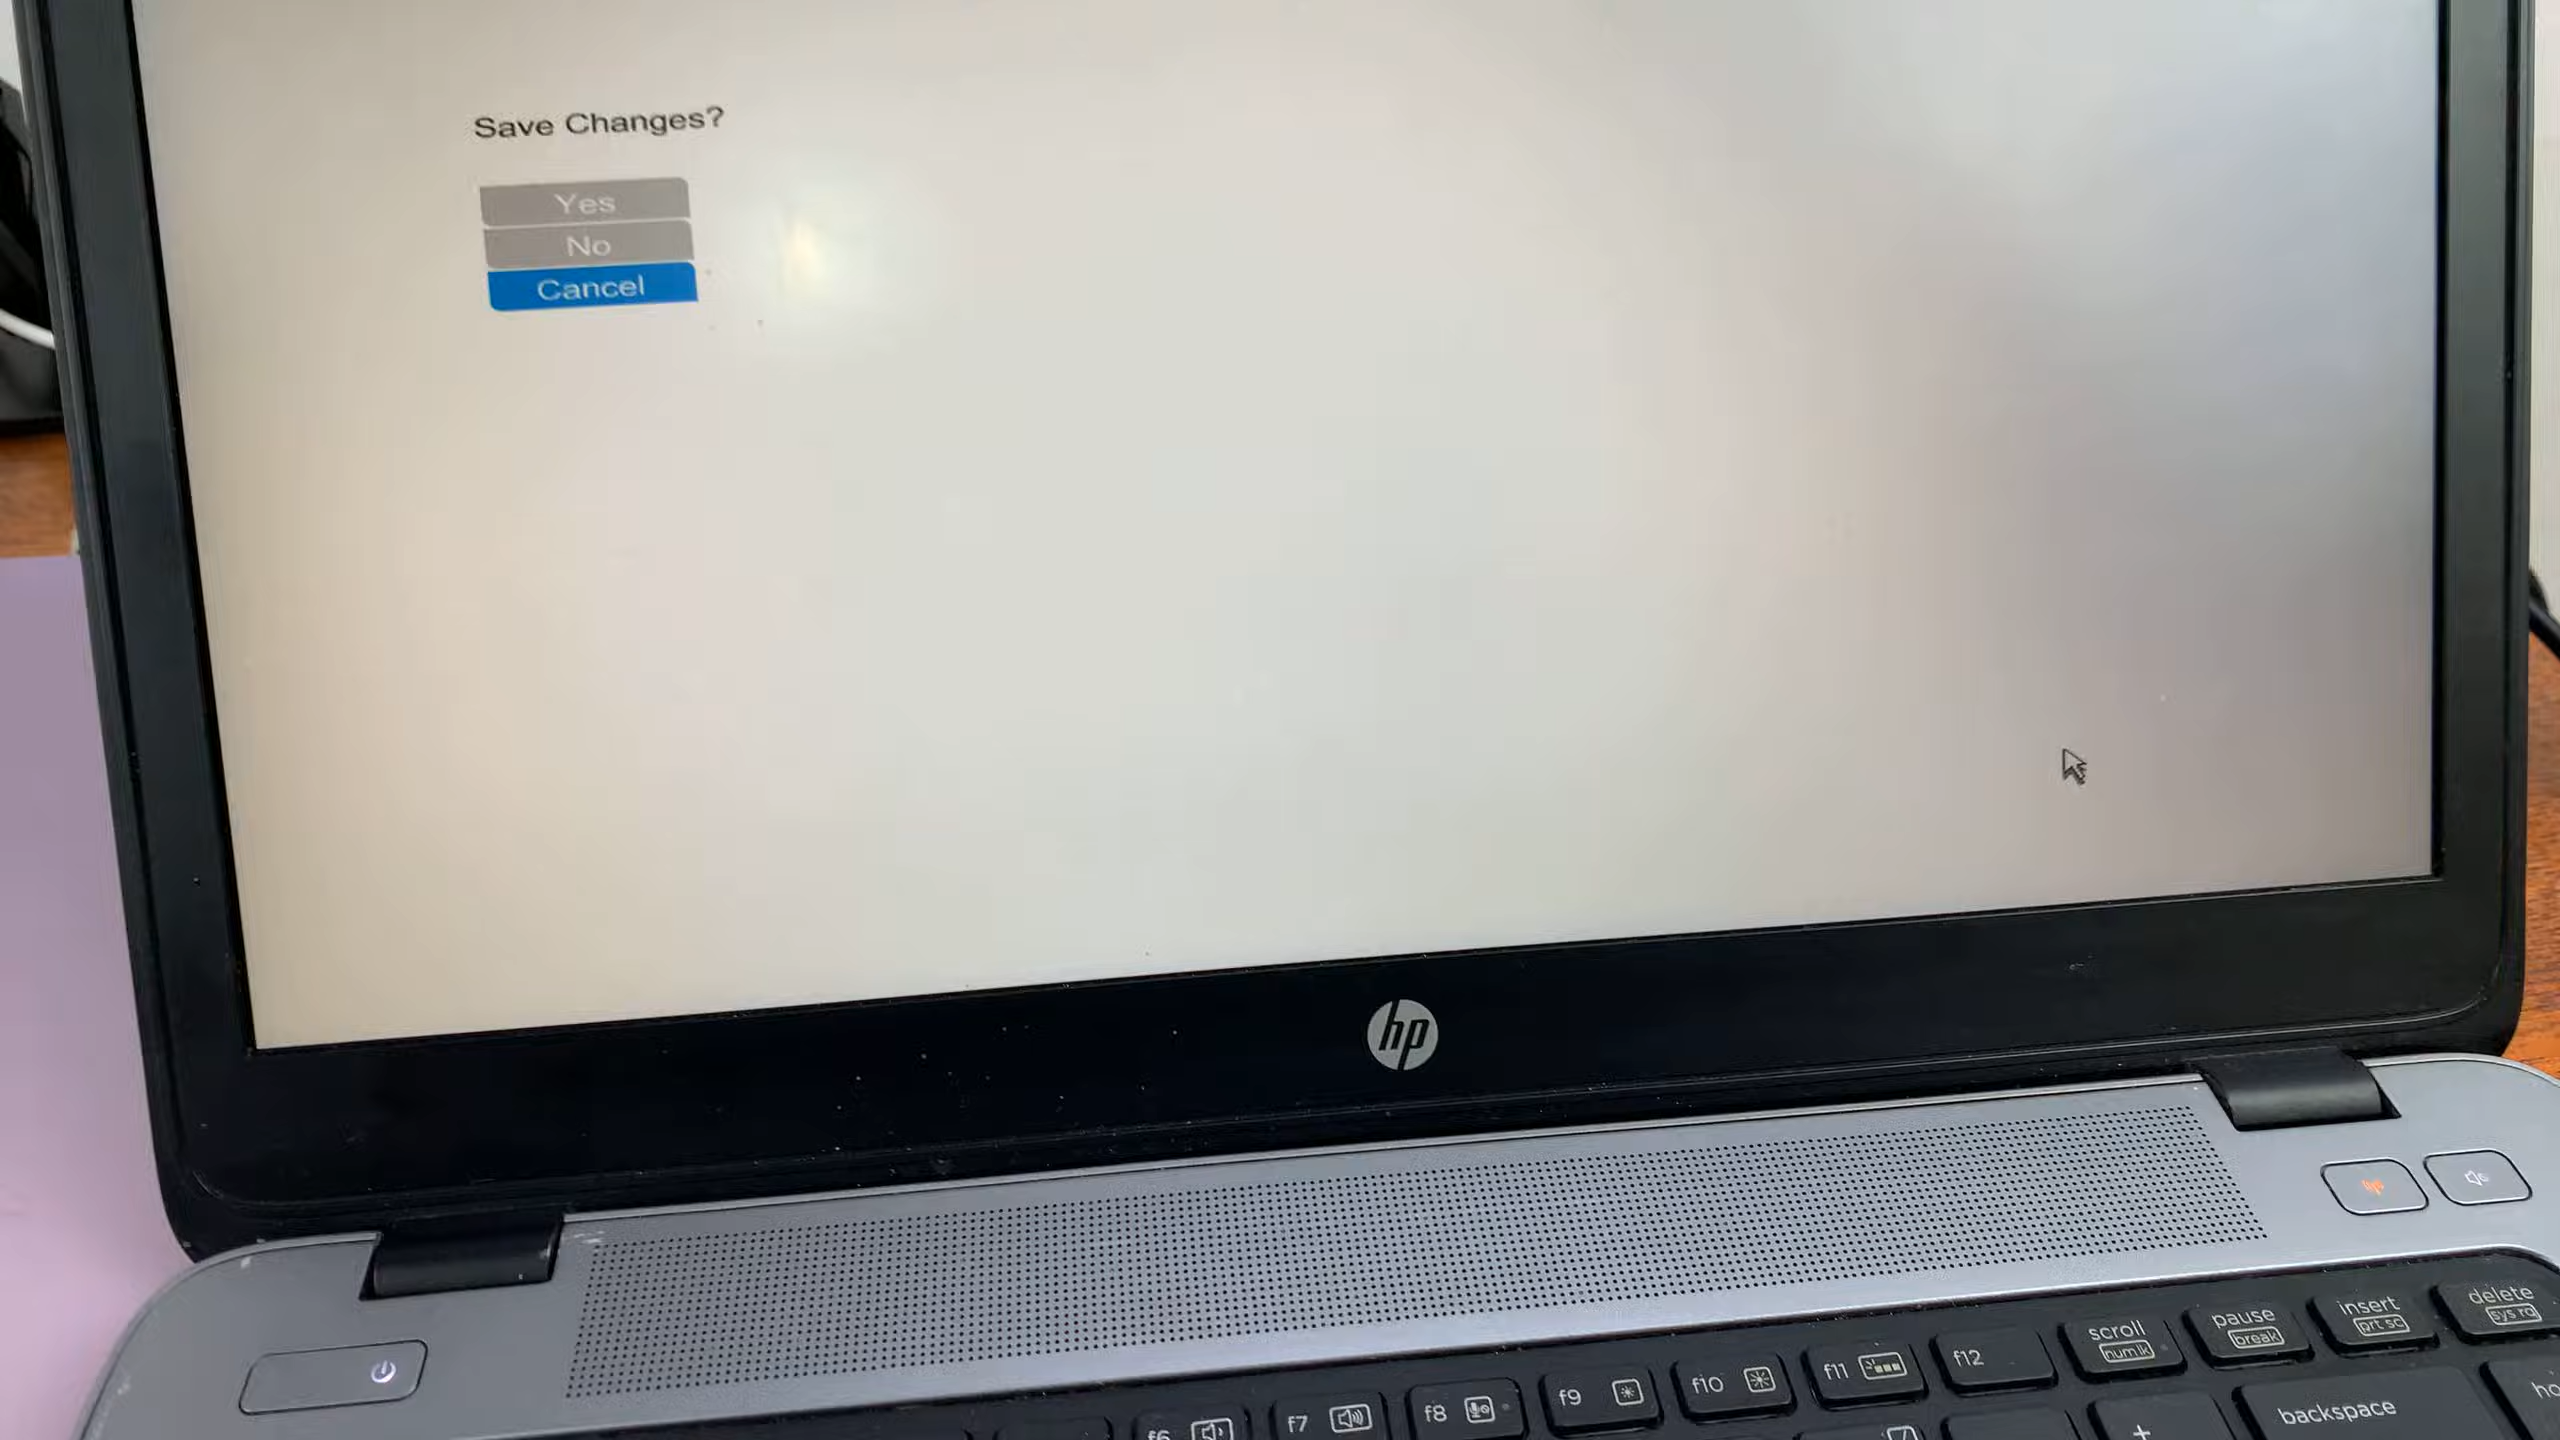 Save Changes?
Yes
No
Cancel
hp
f6
f7
f8
f9
f10
f11
f12
scroll
num lk
pause
break
insert
prt sc
delete
sys rq
+
backspace